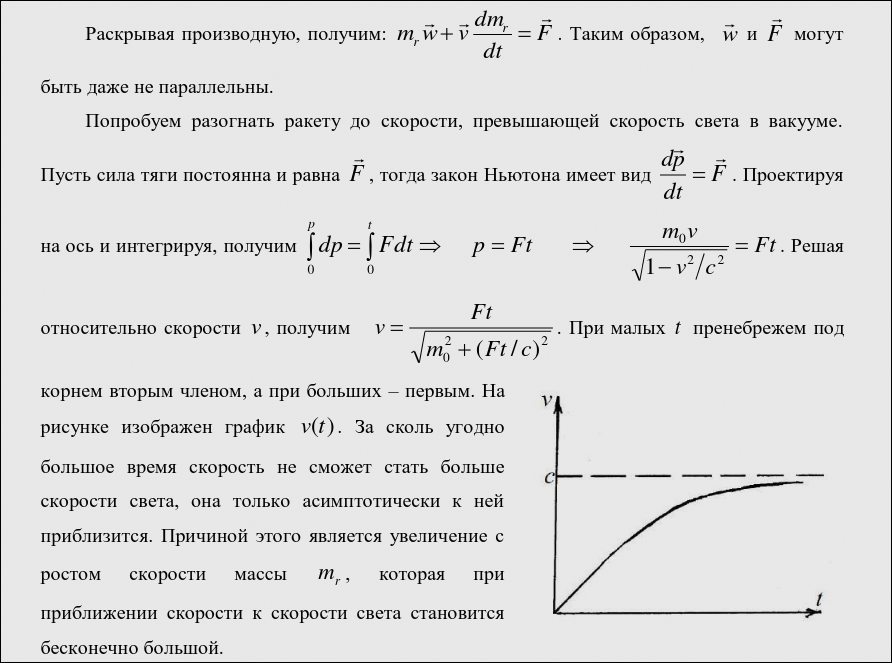 Раскрывая производную, получим: $m_r\vec{w}+\vec{v}\frac{dm_r}{dt}=\vec{F}$. Таким образом, $\vec{w}$ и $\vec{F}$ могут
быть даже не параллельны.
Попробуем разогнать ракету до скорости, превышающей скорость света в вакууме.
Пусть сила тяги постоянна и равна $\vec{F}$, тогда закон Ньютона имеет вид $\frac{d\vec{p}}{dt}=\vec{F}$. Проектируя
на ось и интегрируя, получим $\int_0^p dp=\int_0^t Fdt \Rightarrow \quad p=Ft \quad \Rightarrow \quad \frac{m_0v}{\sqrt{1-v^2/c^2}}=Ft$. Решая
относительно скорости $v$, получим $v=\frac{Ft}{\sqrt{m_0^2+(Ft/c)^2}}$. При малых $t$ пренебрежем под
корнем вторым членом, а при больших – первым. На
рисунке изображен график $v(t)$. За сколь угодно
большое время скорость не сможет стать больше
скорости света, она только асимптотически к ней
приблизится. Причиной этого является увеличение с
ростом скорости массы $m_r$, которая при
приближении скорости к скорости света становится
бесконечно большой.
v
c
t